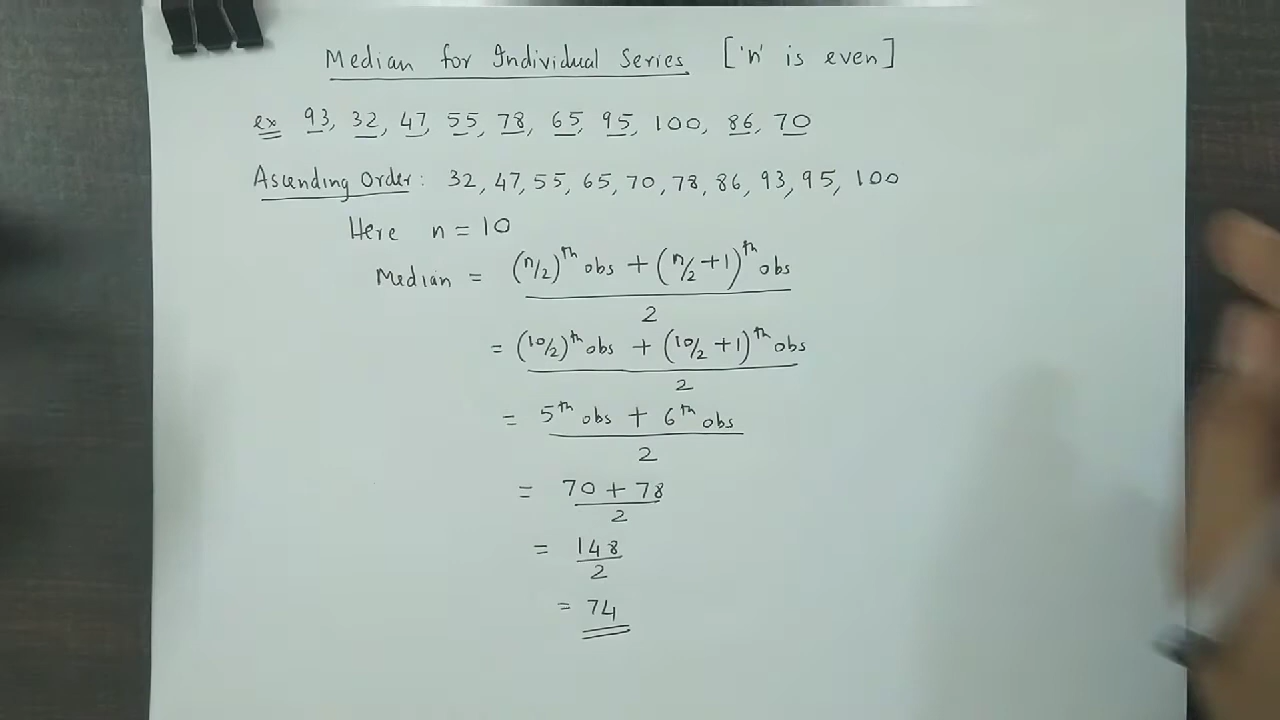 Median for Individual Series ['n' is even]
ex 93, 32, 47, 55, 78, 65, 95, 100, 86, 70
Ascending Order: 32, 47, 55, 65, 70, 78, 86, 93, 95, 100
Here n = 10
Median = (n/2)th obs + (n/2 + 1)th obs
2
= (10/2)th obs + (10/2 + 1)th obs
2
= 5th obs + 6th obs
2
= 70 + 78
2
= 148
2
= 74